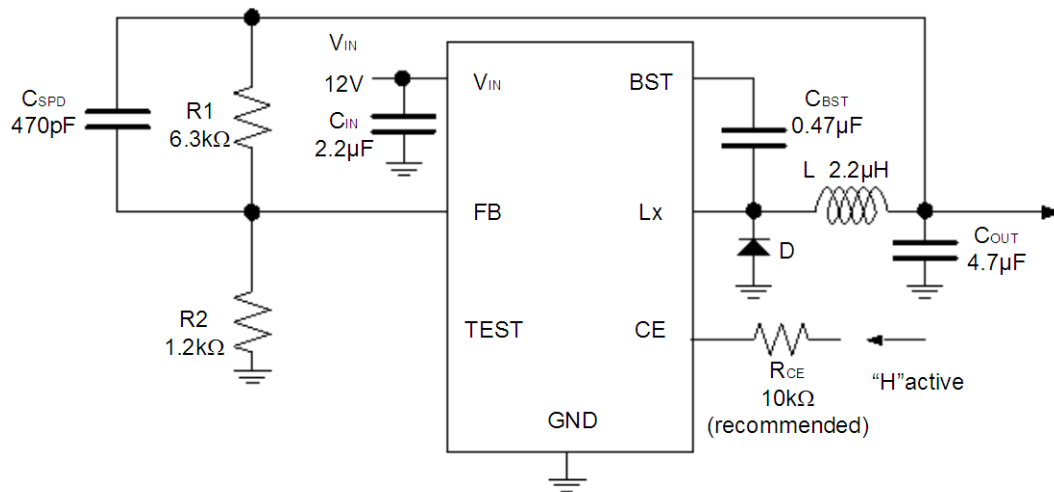 CSPD
470pF
R1
6.3kΩ
R2
1.2kΩ
VIN
12V
CIN
2.2µF
VIN
FB
TEST
GND
BST
Lx
CE
CBST
0.47µF
L 2.2µH
D
COUT
4.7µF
RCE
10kΩ
(recommended)
“H”active